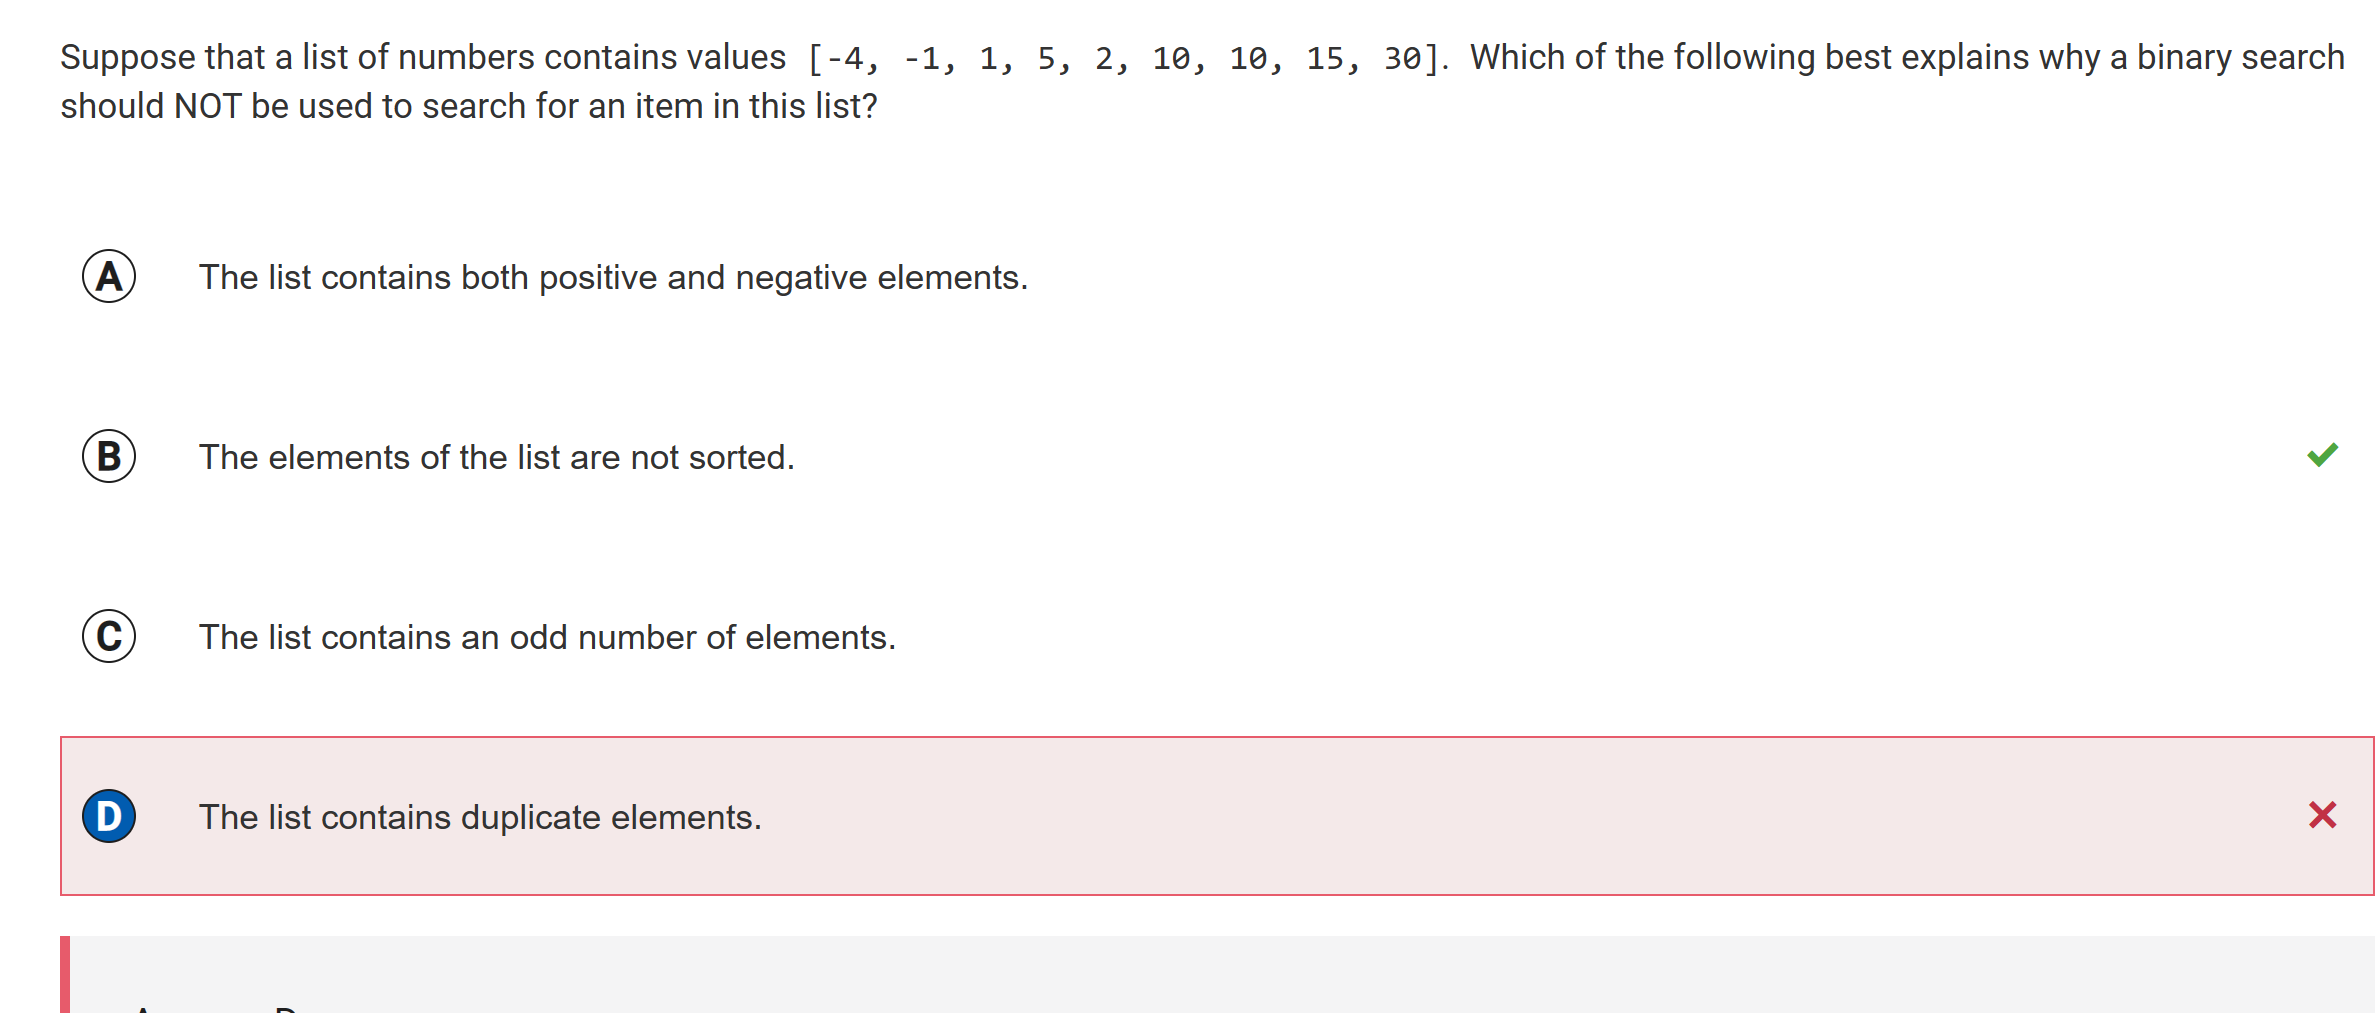 Suppose that a list of numbers contains values [-4, -1, 1, 5, 2, 10, 10, 15, 30]. Which of the following best explains why a binary search
should NOT be used to search for an item in this list?
A The list contains both positive and negative elements.
B The elements of the list are not sorted.
C The list contains an odd number of elements.
D The list contains duplicate elements.